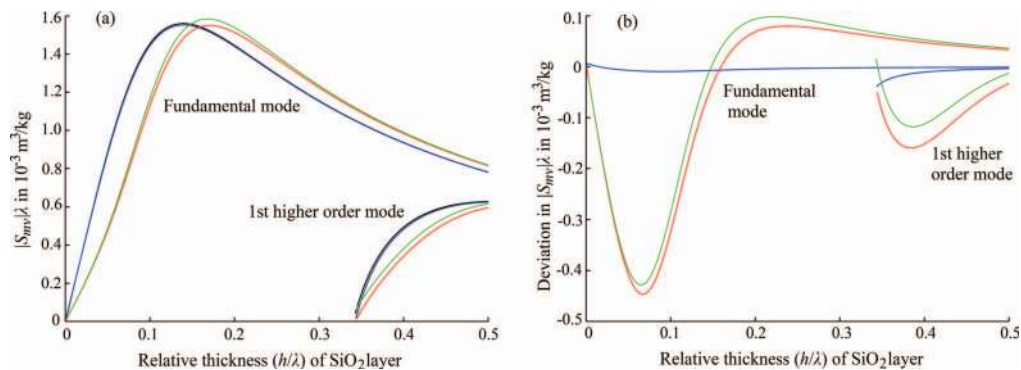 (a)
|Smv|λ in 10⁻³ m³/kg
1.6
1.4
1.2
1.0
0.8
0.6
0.4
0.2
0
Fundamental mode
1st higher order mode
0 0.1 0.2 0.3 0.4 0.5
Relative thickness (h/λ) of SiO₂ layer
(b)
Deviation in |Smv|λ in 10⁻³ m³/kg
0.1
0
-0.1
-0.2
-0.3
-0.4
-0.5
Fundamental
mode
1st higher
order mode
0 0.1 0.2 0.3 0.4 0.5
Relative thickness (h/λ) of SiO₂ layer